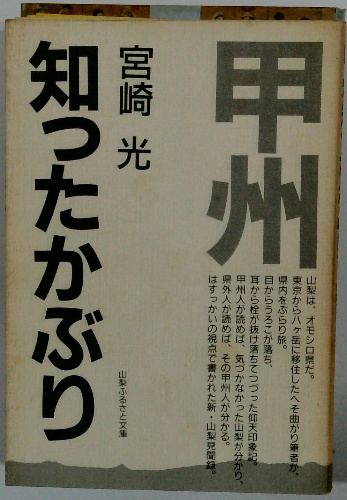 甲州
知ったかぶり
宮崎 光
山梨は、オモシロ県だ。
東京から八ヶ岳に移住したへそ曲がり筆者が、
県内をぶらり旅。
目からうろこが落ち、
耳から栓が抜け落ちてつづった仰天印象記。
甲州人が読めば、気づかなかった山梨が分かり、
県外人が読めば、その甲州人が分かる。
はすっかいの視点で書かれた新・山梨見聞録。
山梨ふるさと文庫